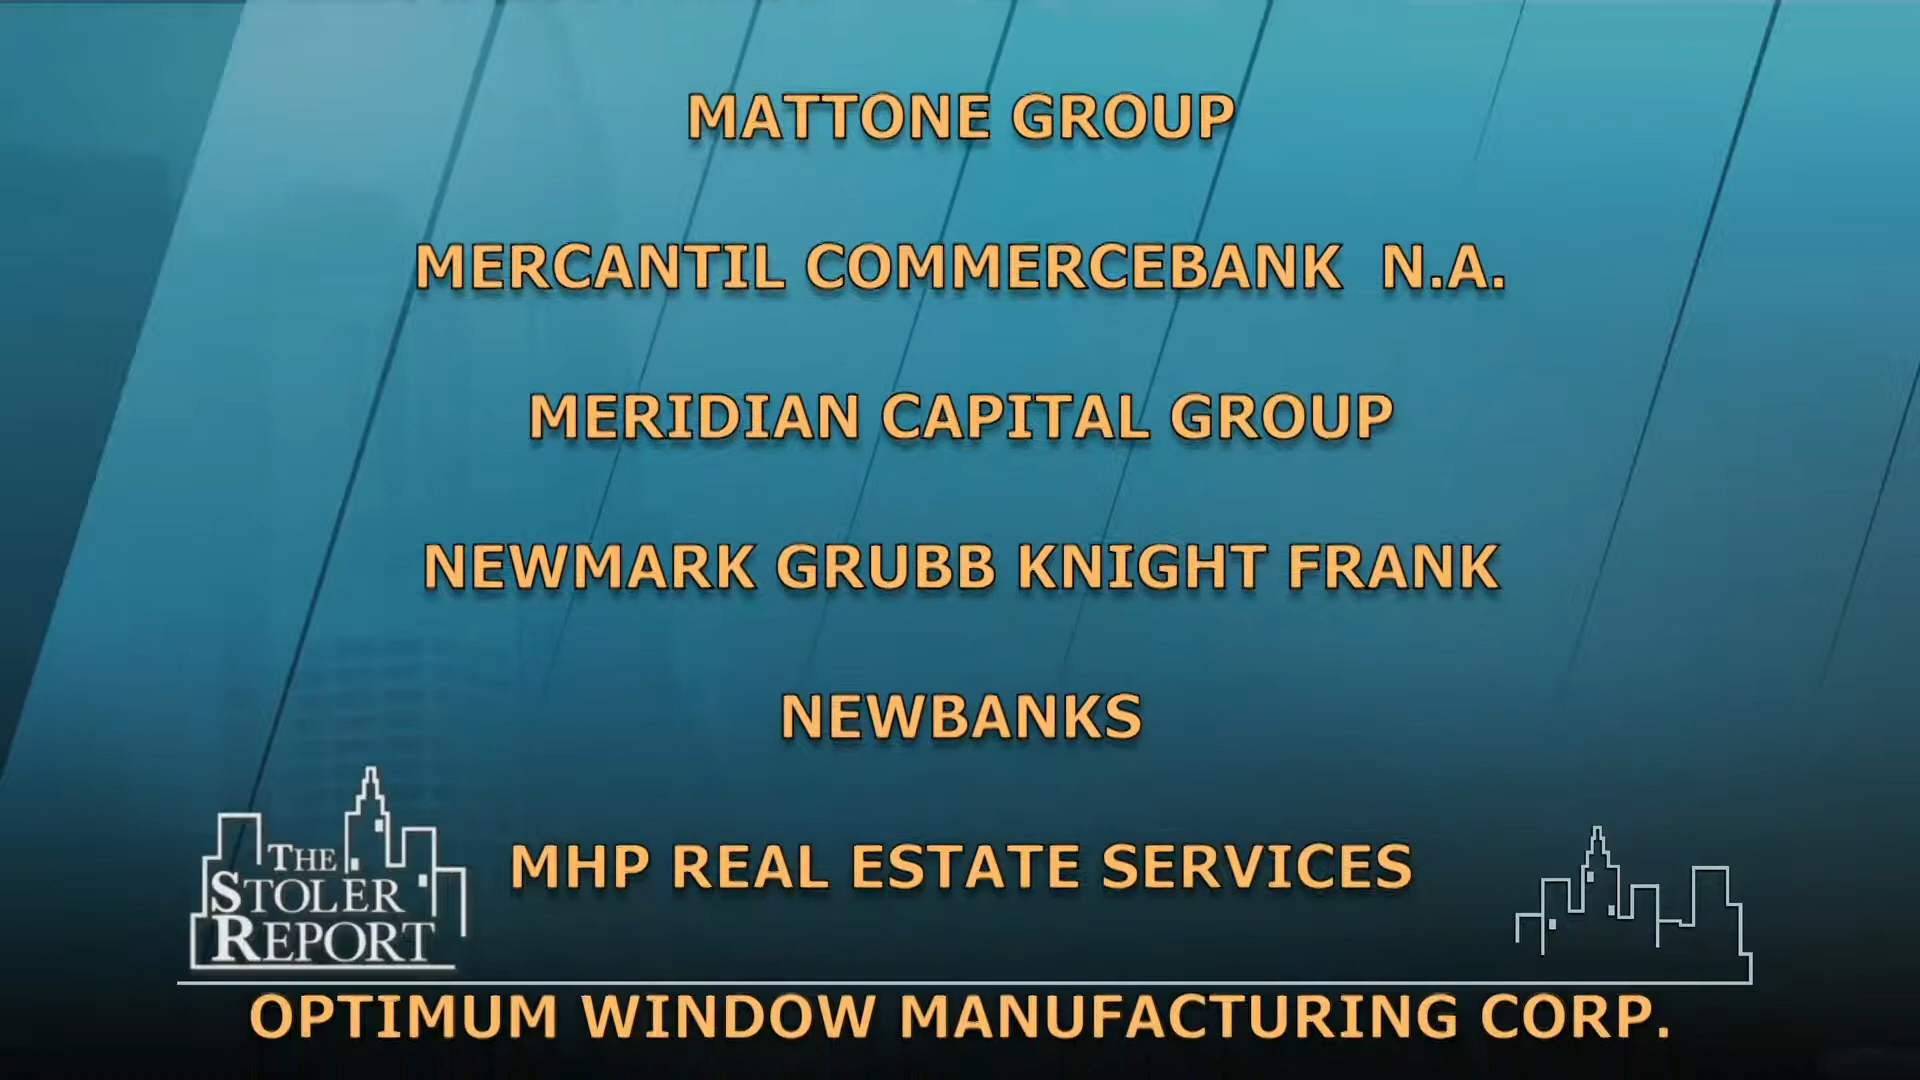 MATTONE GROUP
MERCANTIL COMMERCEBANK N.A.
MERIDIAN CAPITAL GROUP
NEWMARK GRUBB KNIGHT FRANK
NEWBANKS
MHP REAL ESTATE SERVICES
THE
STOLER
REPORT
OPTIMUM WINDOW MANUFACTURING CORP.